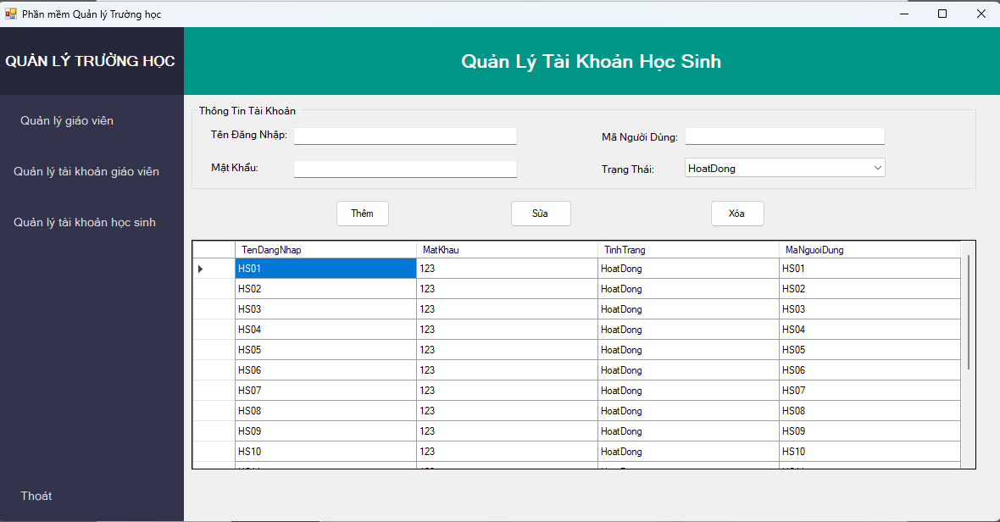 Phần mềm Quản lý Trường học
QUẢN LÝ TRƯỜNG HỌC
Quản Lý Tài Khoản Học Sinh
Quản lý giáo viên
Quản lý tài khoản giáo viên
Quản lý tài khoản học sinh
Thoát
Thông Tin Tài Khoản
Tên Đăng Nhập:
Mã Người Dùng:
Mật Khẩu:
Trạng Thái: HoatDong
Thêm Sửa Xóa
TenDangNhap MatKhau TinhTrang MaNguoiDung
HS01 123 HoatDong HS01
HS02 123 HoatDong HS02
HS03 123 HoatDong HS03
HS04 123 HoatDong HS04
HS05 123 HoatDong HS05
HS06 123 HoatDong HS06
HS07 123 HoatDong HS07
HS08 123 HoatDong HS08
HS09 123 HoatDong HS09
HS10 123 HoatDong HS10